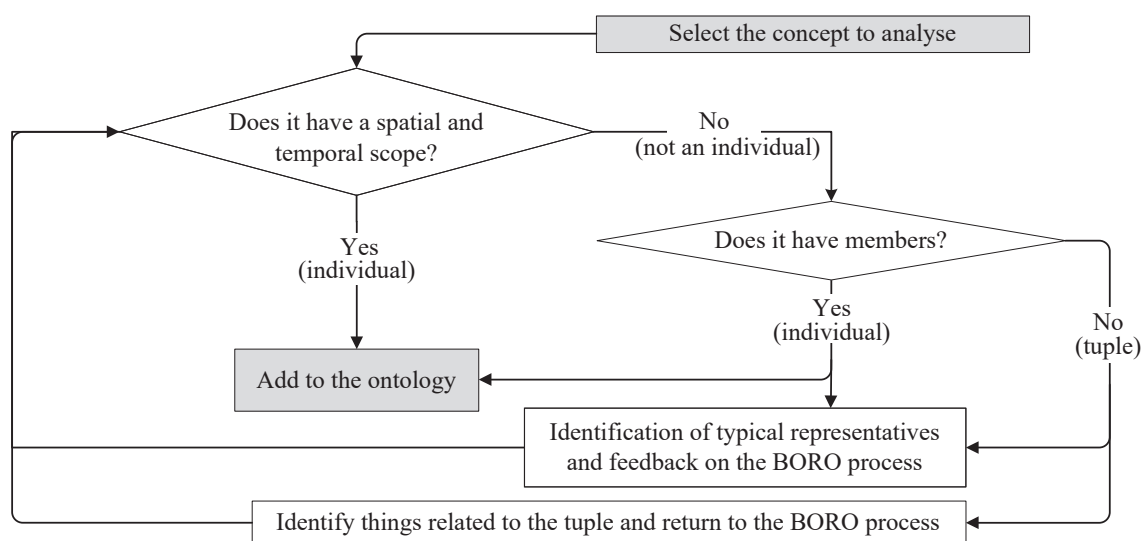 Select the concept to analyse
Does it have a spatial and
temporal scope?
No
(not an individual)
Does it have members?
Yes
(individual)
Yes
(individual)
No
(tuple)
Add to the ontology
Identification of typical representatives
and feedback on the BORO process
Identify things related to the tuple and return to the BORO process